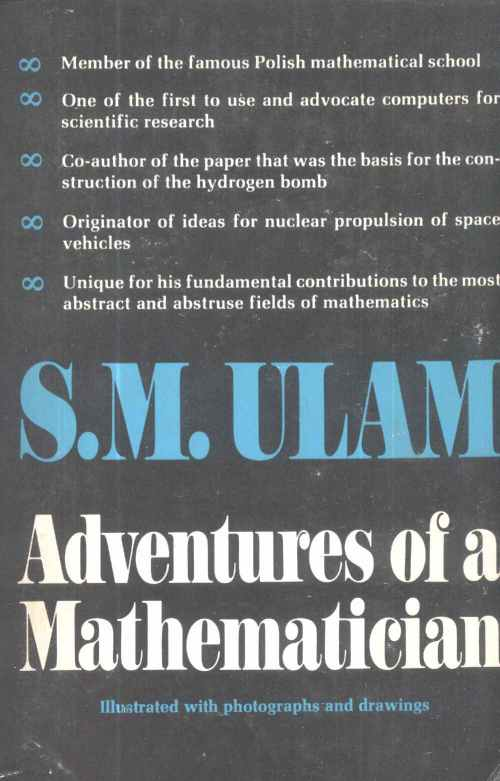 ∞ Member of the famous Polish mathematical school
∞ One of the first to use and advocate computers for
scientific research
∞ Co-author of the paper that was the basis for the con-
struction of the hydrogen bomb
∞ Originator of ideas for nuclear propulsion of space
vehicles
∞ Unique for his fundamental contributions to the most
abstract and abstruse fields of mathematics
S.M. ULAM
Adventures of a
Mathematician
Illustrated with photographs and drawings